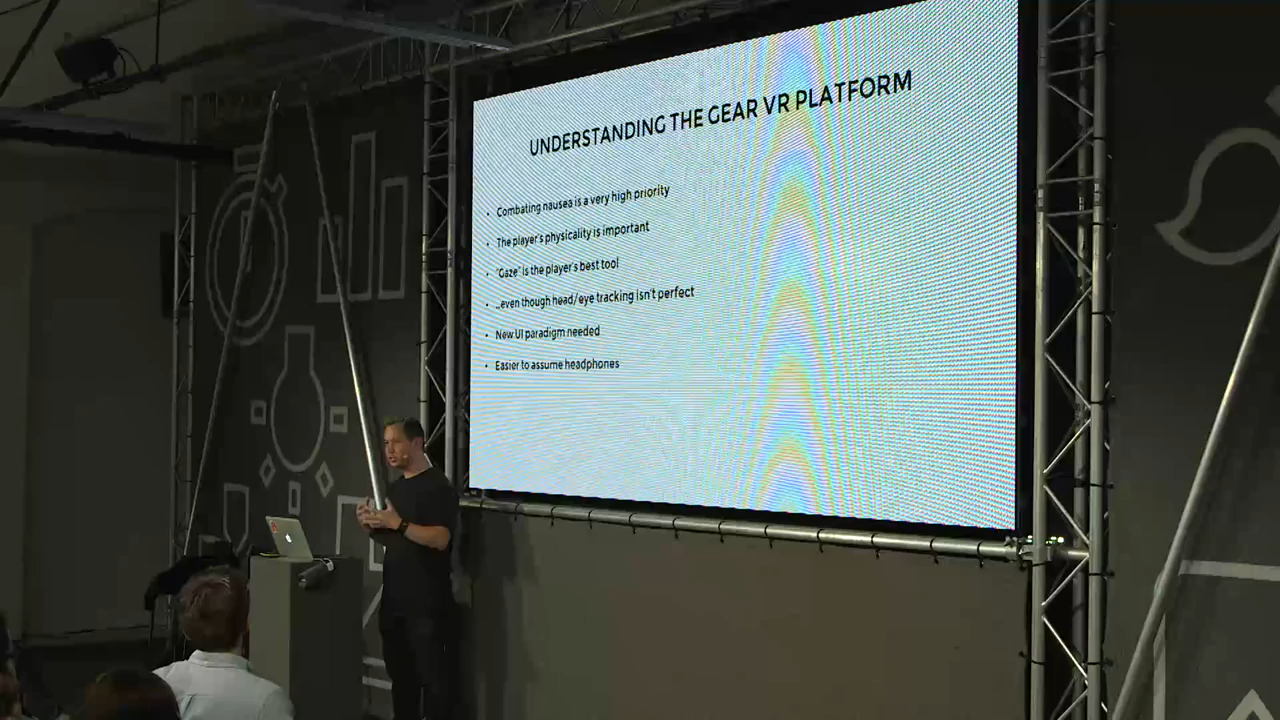 UNDERSTANDING THE GEAR VR PLATFORM
• Combating nausea is a very high priority
• The player's physicality is important
• "Gaze" is the player's best tool
• ...even though head/eye tracking isn't perfect
• New UI paradigm needed
• Easier to assume headphones